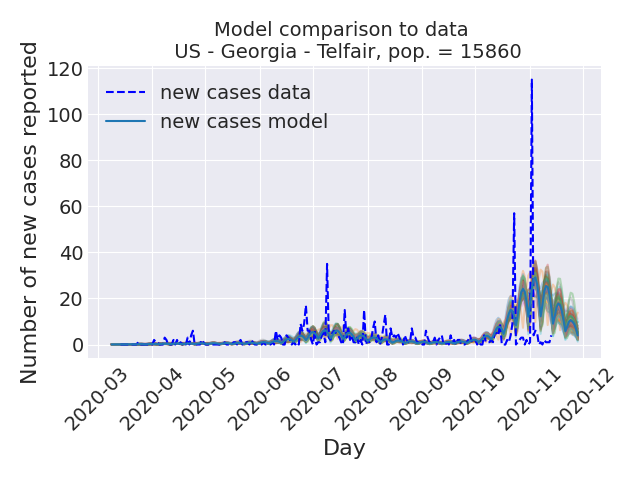 Model comparison to data
US - Georgia - Telfair, pop. = 15860
Number of new cases reported
120
100
80
60
40
20
0
new cases data
new cases model
2020-03
2020-04
2020-05
2020-06
2020-07
2020-08
2020-09
2020-10
2020-11
2020-12
Day